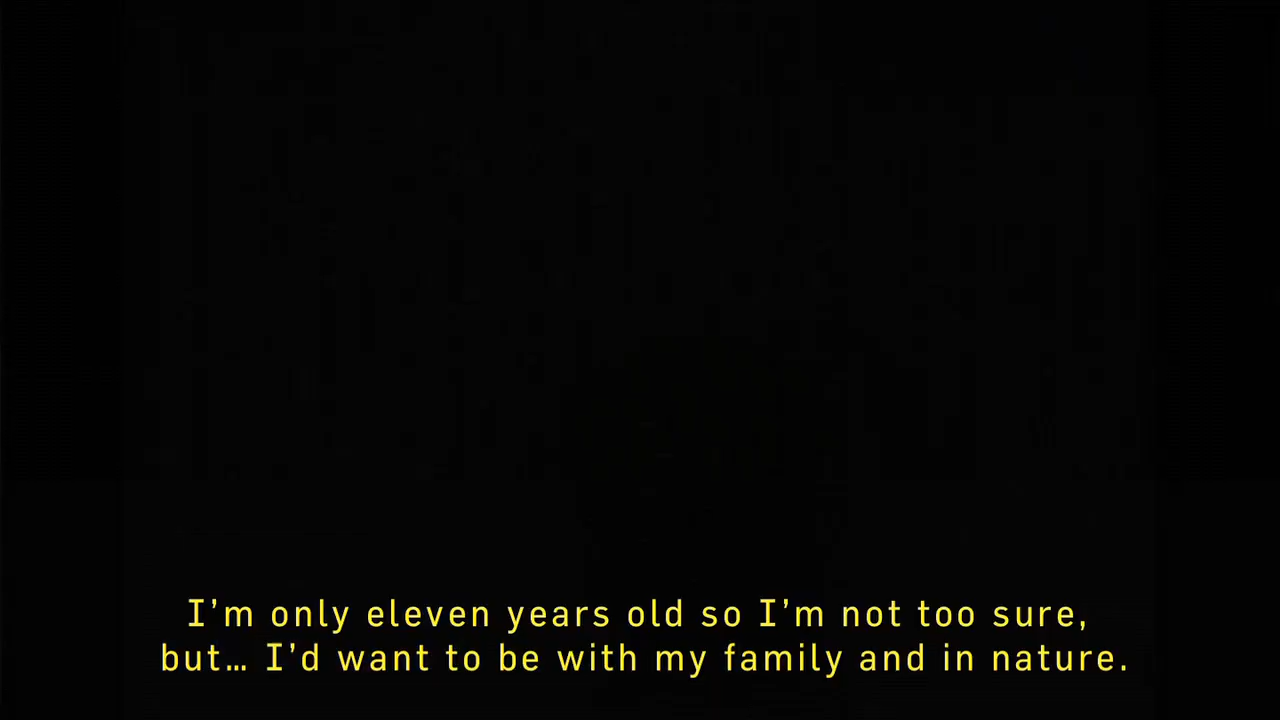 I’m only eleven years old so I’m not too sure,
but… I’d want to be with my family and in nature.